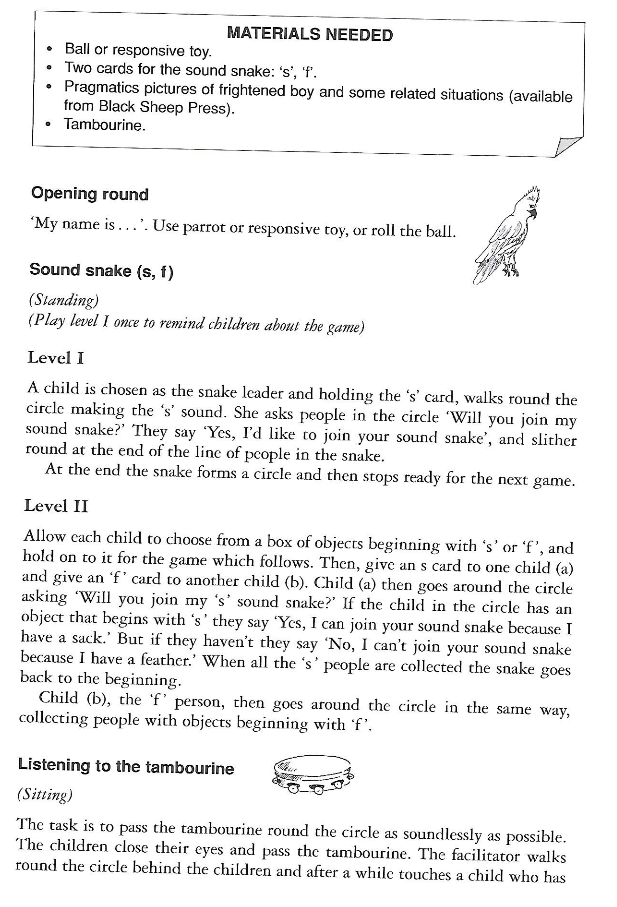 MATERIALS NEEDED
• Ball or responsive toy.
• Two cards for the sound snake: ‘s’, ‘f’.
• Pragmatics pictures of frightened boy and some related situations (available
from Black Sheep Press).
• Tambourine.
Opening round
‘My name is . . . ’. Use parrot or responsive toy, or roll the ball.
Sound snake (s, f)
(Standing)
(Play level I once to remind children about the game)
Level I
A child is chosen as the snake leader and holding the ‘s’ card, walks round the
circle making the ‘s’ sound. She asks people in the circle ‘Will you join my
sound snake?’ They say ‘Yes, I’d like to join your sound snake’, and slither
round at the end of the line of people in the snake.
At the end the snake forms a circle and then stops ready for the next game.
Level II
Allow each child to choose from a box of objects beginning with ‘s’ or ‘f’, and
hold on to it for the game which follows. Then, give an s card to one child (a)
and give an ‘f’ card to another child (b). Child (a) then goes around the circle
asking ‘Will you join my ‘s’ sound snake?’ If the child in the circle has an
object that begins with ‘s’ they say ‘Yes, I can join your sound snake because I
have a sack.’ But if they haven’t they say ‘No, I can’t join your sound snake
because I have a feather.’ When all the ‘s’ people are collected the snake goes
back to the beginning.
Child (b), the ‘f’ person, then goes around the circle in the same way,
collecting people with objects beginning with ‘f’.
Listening to the tambourine
(Sitting)
The task is to pass the tambourine round the circle as soundlessly as possible.
The children close their eyes and pass the tambourine. The facilitator walks
round the circle behind the children and after a while touches a child who has